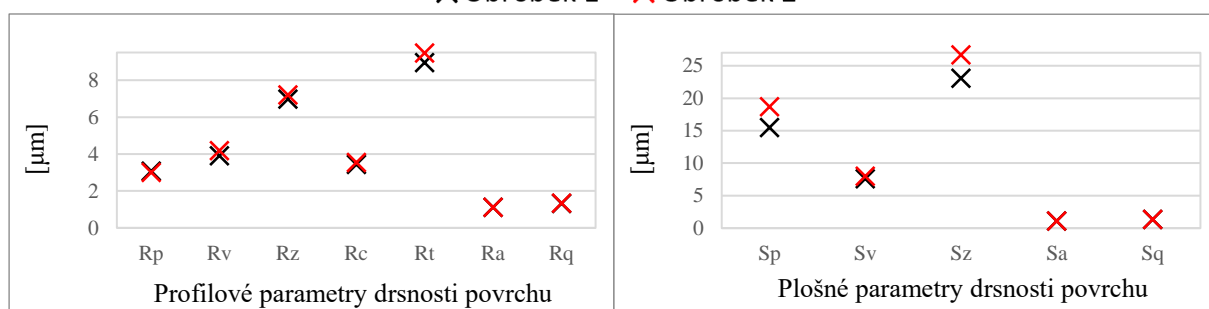 8
6
4
2
0
[µm]
Rp Rv Rz Rc Rt Ra Rq
Profilové parametry drsnosti povrchu
25
20
15
10
5
0
[µm]
Sp Sv Sz Sa Sq
Plošné parametry drsnosti povrchu